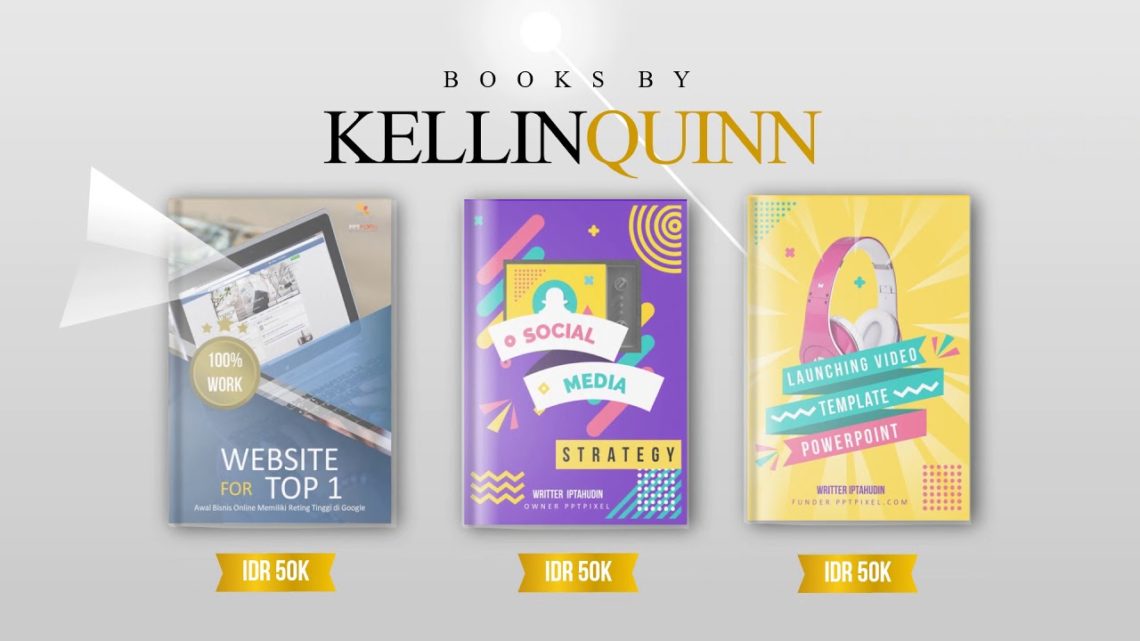 BOOKS BY
KELLINQUINN
100%
WORK
WEBSITE
FOR TOP 1
Awal Bisnis Online Memiliki Reting Tinggi di Google
SOCIAL
MEDIA
STRATEGY
WRITTER IPTAHUDIN
OWNER PPTPIXEL
LAUNCHING VIDEO
TEMPLATE
POWERPOINT
WRITTER IPTAHUDIN
FUNDER PPTPIXEL.COM
IDR 50K
IDR 50K
IDR 50K